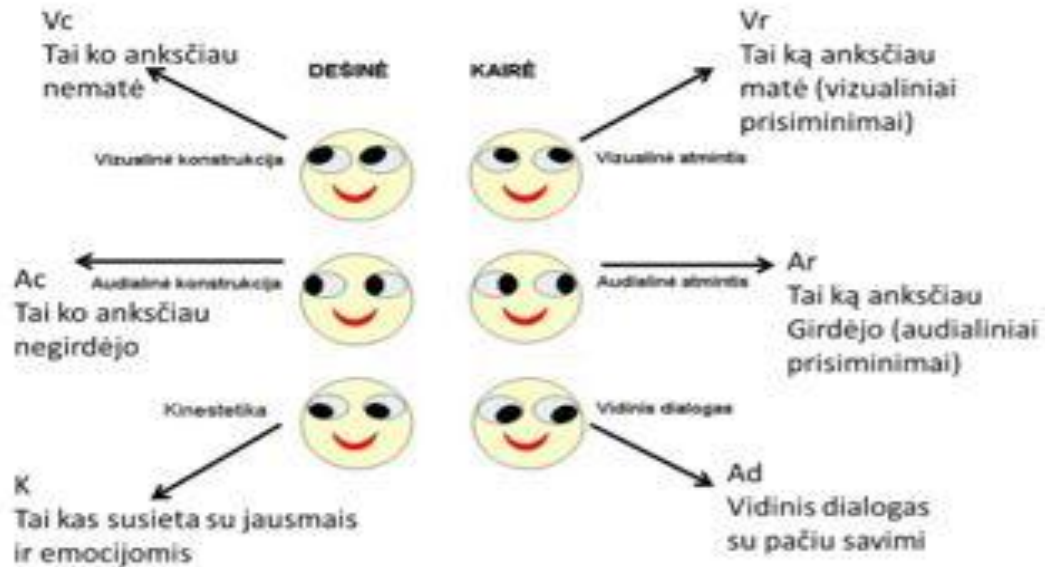 Vc
Tai ko anksčiau
nematė
DEŠINĖ
KAIRĖ
Vr
Tai ką anksčiau
matė (vizualiniai
prisiminimai)
Vizualinė konstrukcija
Vizualinė atmintis
Ac
Tai ko anksčiau
negirdėjo
Audialinė konstrukcija
Audialinė atmintis
Ar
Tai ką anksčiau
Girdėjo (audialiniai
prisiminimai)
Kinestetika
Vidinis dialogas
K
Tai kas susieta su jausmais
ir emocijomis
Ad
Vidinis dialogas
su pačiu savimi